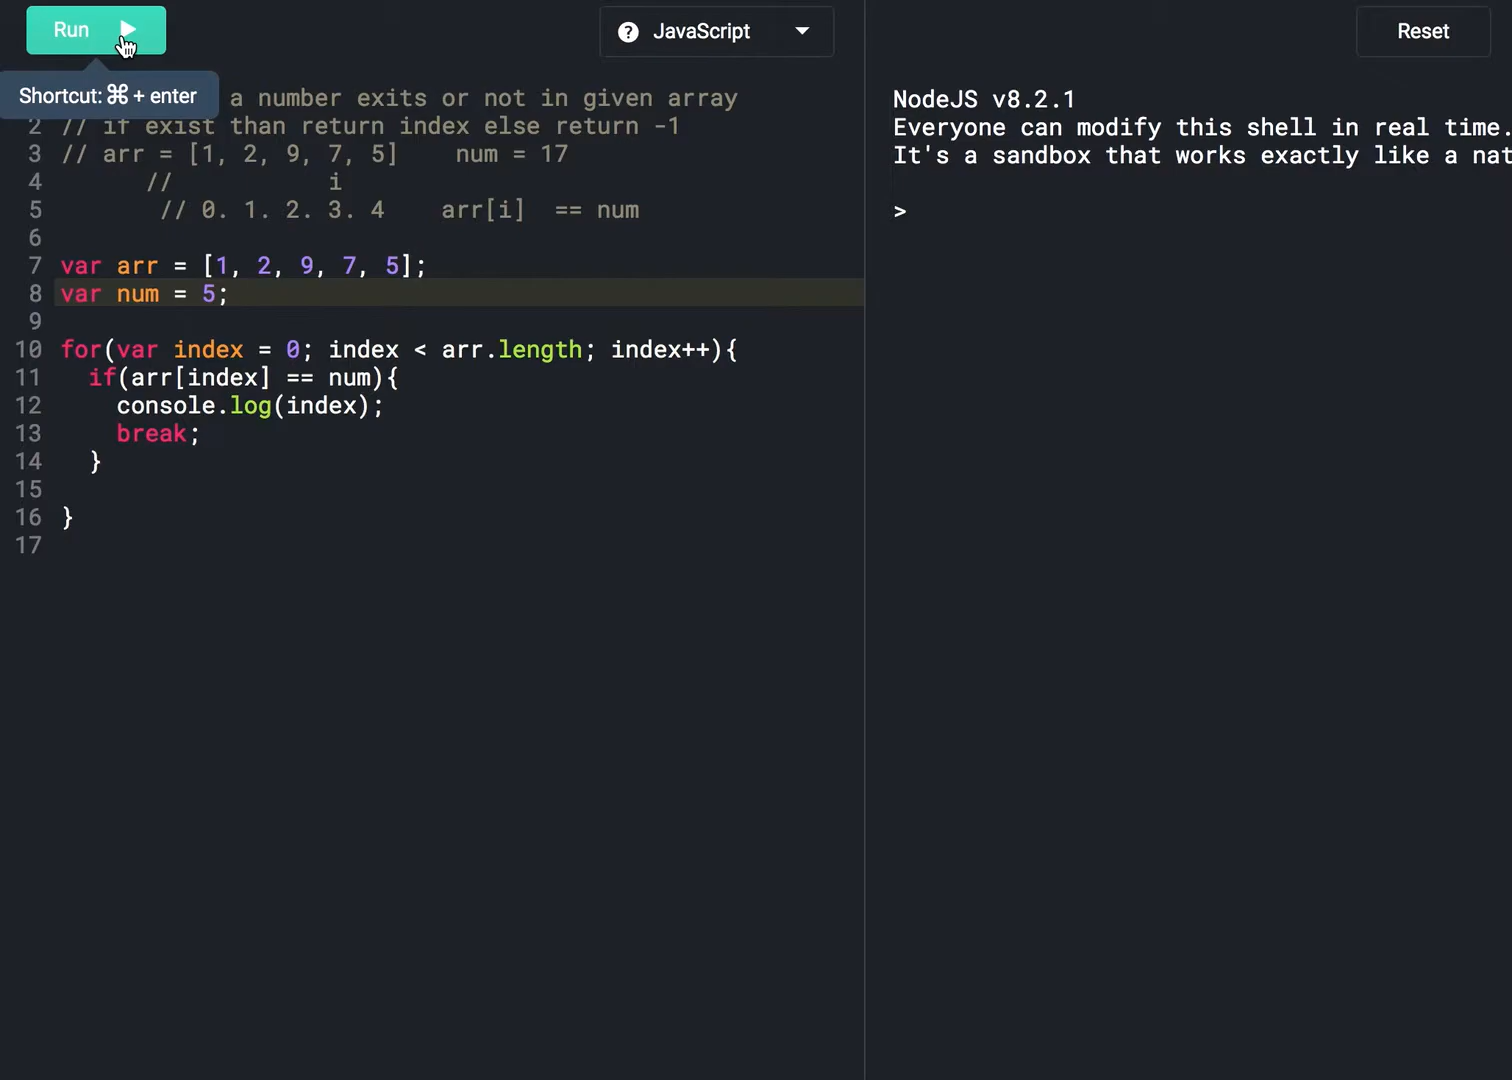 Run
JavaScript
Reset
Shortcut: ⌘ + enter
a number exits or not in given array
2 // if exist than return index else return -1
3 // arr = [1, 2, 9, 7, 5]    num = 17
4       //           i
5        // 0. 1. 2. 3. 4    arr[i]  == num
6
7 var arr = [1, 2, 9, 7, 5];
8 var num = 5;
9
10 for(var index = 0; index < arr.length; index++){
11   if(arr[index] == num){
12     console.log(index);
13     break;
14   }
15
16 }
17
NodeJS v8.2.1
Everyone can modify this shell in real time.
It's a sandbox that works exactly like a nat
>